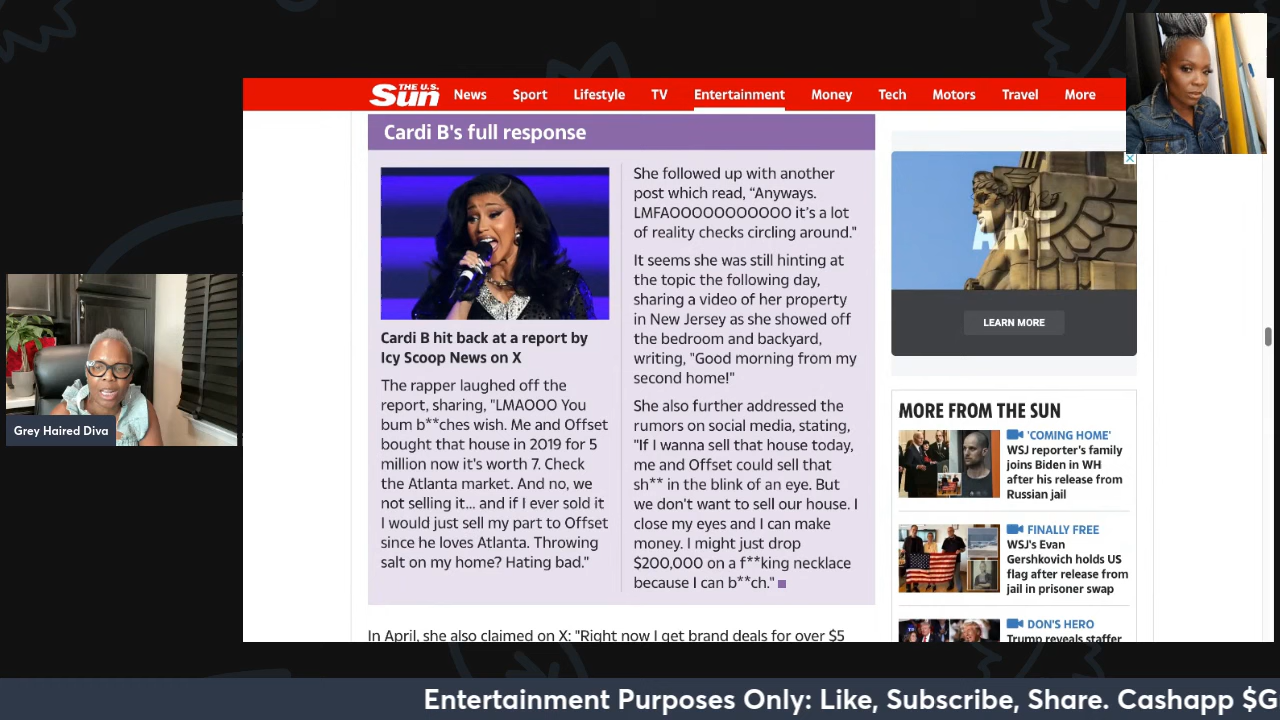 THE U.S.
Sun
News
Sport
Lifestyle
TV
Entertainment
Money
Tech
Motors
Travel
More
Cardi B's full response
Cardi B hit back at a report by
Icy Scoop News on X
The rapper laughed off the
report, sharing, "LMAOOO You
bum b**ches wish. Me and Offset
bought that house in 2019 for 5
million now it's worth 7. Check
the Atlanta market. And no, we
not selling it... and if I ever sold it
I would just sell my part to Offset
since he loves Atlanta. Throwing
salt on my home? Hating bad."
She followed up with another
post which read, “Anyways.
LMFAOOOOOOOOOOO it’s a lot
of reality checks circling around."
It seems she was still hinting at
the topic the following day,
sharing a video of her property
in New Jersey as she showed off
the bedroom and backyard,
writing, "Good morning from my
second home!"
She also further addressed the
rumors on social media, stating,
"If I wanna sell that house today,
me and Offset could sell that
sh** in the blink of an eye. But
we don't want to sell our house. I
close my eyes and I can make
money. I might just drop
$200,000 on a f**king necklace
because I can b**ch."
In April, she also claimed on X: "Right now I get brand deals for over $5
ART
LEARN MORE
MORE FROM THE SUN
'COMING HOME'
WSJ reporter's family
joins Biden in WH
after his release from
Russian jail
FINALLY FREE
WSJ's Evan
Gershkovich holds US
flag after release from
jail in prisoner swap
DON'S HERO
Trump reveals staffer
Grey Haired Diva
Entertainment Purposes Only: Like, Subscribe, Share. Cashapp $G